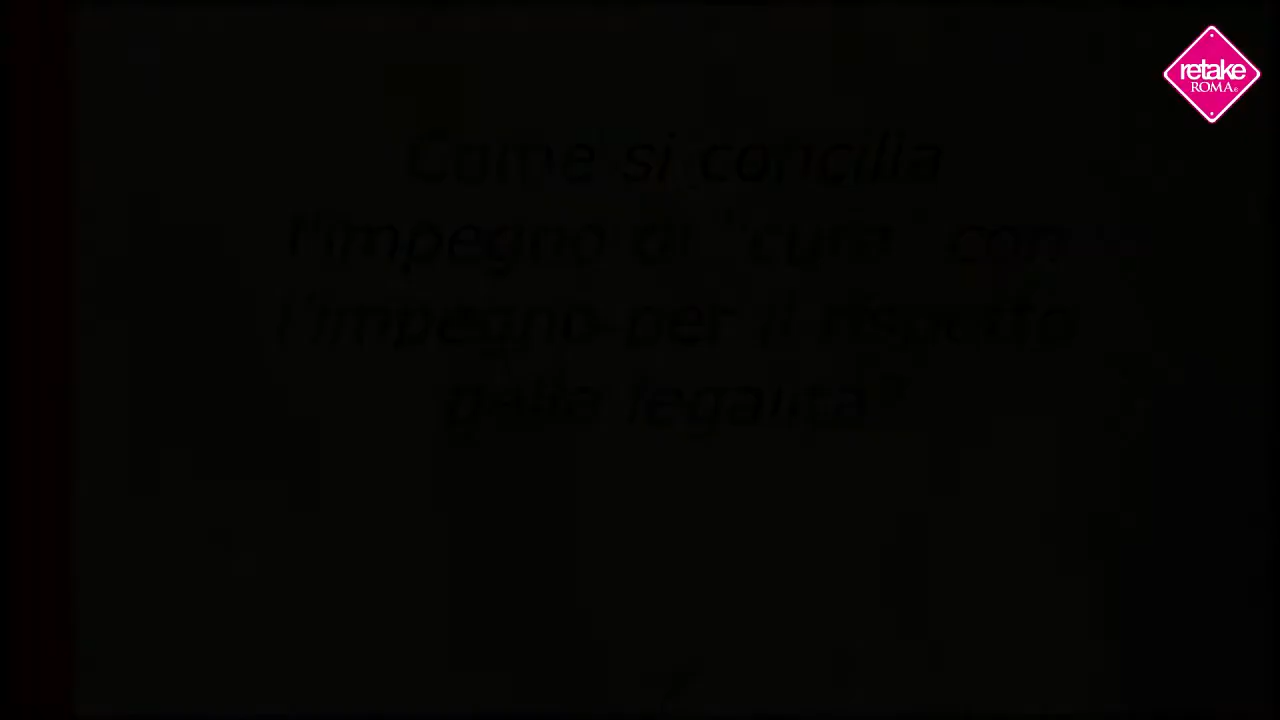 retake
ROMA®
Come si concilia
l'impegno di "cura" con
l'impegno per il rispetto
della legalità?